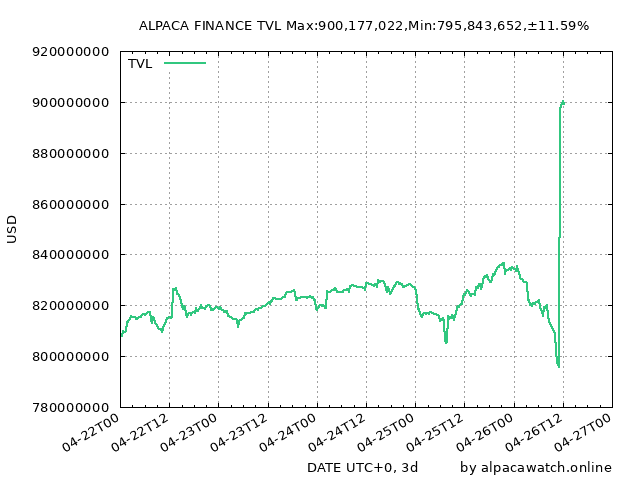 ALPACA FINANCE TVL Max:900,177,022,Min:795,843,652,±11.59%
TVL
920000000
900000000
880000000
860000000
840000000
820000000
800000000
780000000
USD
04-22T00
04-22T12
04-23T00
04-23T12
04-24T00
04-24T12
04-25T00
04-25T12
04-26T00
04-26T12
04-27T00
DATE UTC+0, 3d
by alpacawatch.online